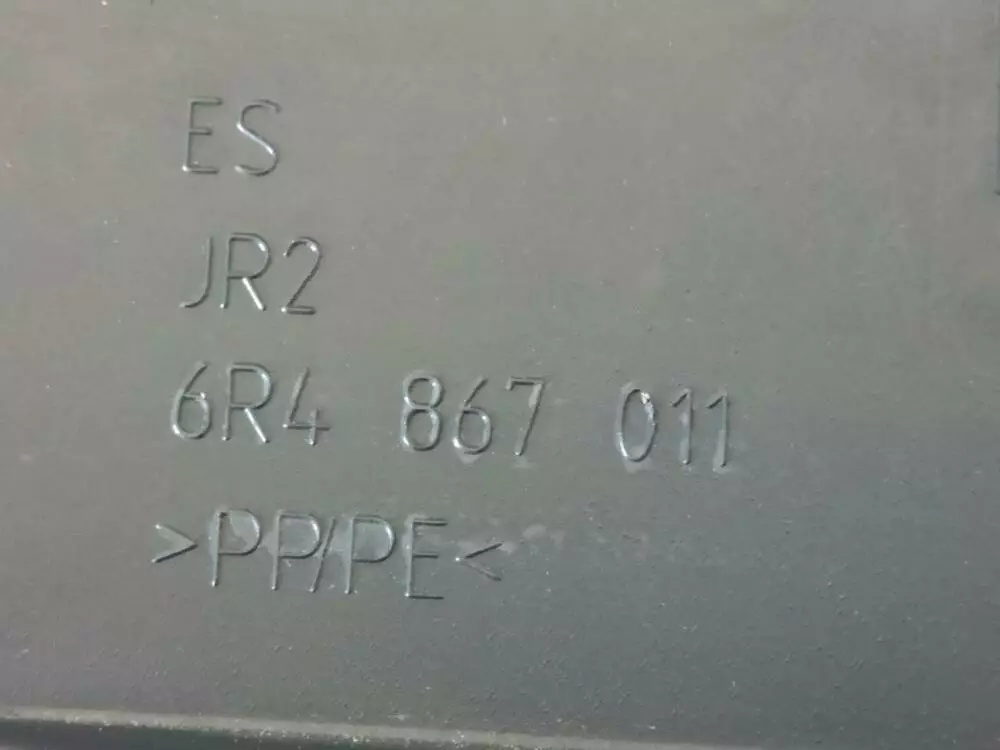 ES
JR2
6R4 867 011
>PP/PE<